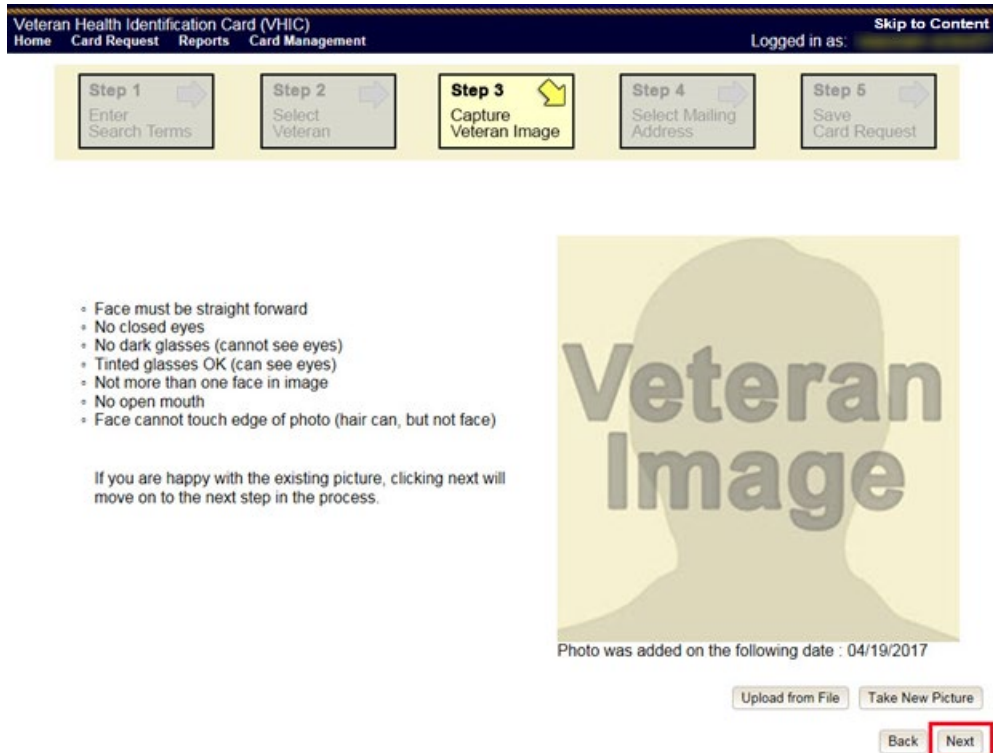 Veteran Health Identification Card (VHIC)
Skip to Content
Home Card Request Reports Card Management
Logged in as:
Step 1
Enter
Search Terms
Step 2
Select
Veteran
Step 3
Capture
Veteran Image
Step 4
Select Mailing
Address
Step 5
Save
Card Request
Face must be straight forward
No closed eyes
No dark glasses (cannot see eyes)
Tinted glasses OK (can see eyes)
Not more than one face in image
No open mouth
Face cannot touch edge of photo (hair can, but not face)
If you are happy with the existing picture, clicking next will
move on to the next step in the process.
Veteran
Image
Photo was added on the following date : 04/19/2017
Upload from File
Take New Picture
Back
Next